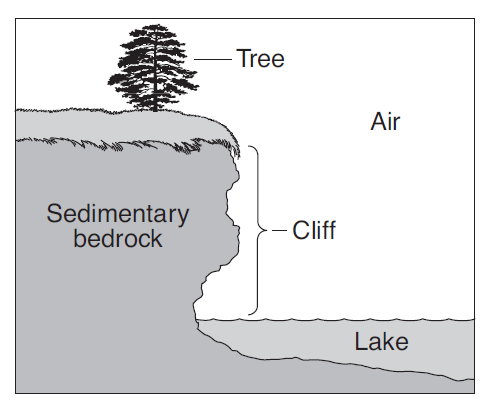 Tree
Air
Sedimentary
bedrock
Cliff
Lake